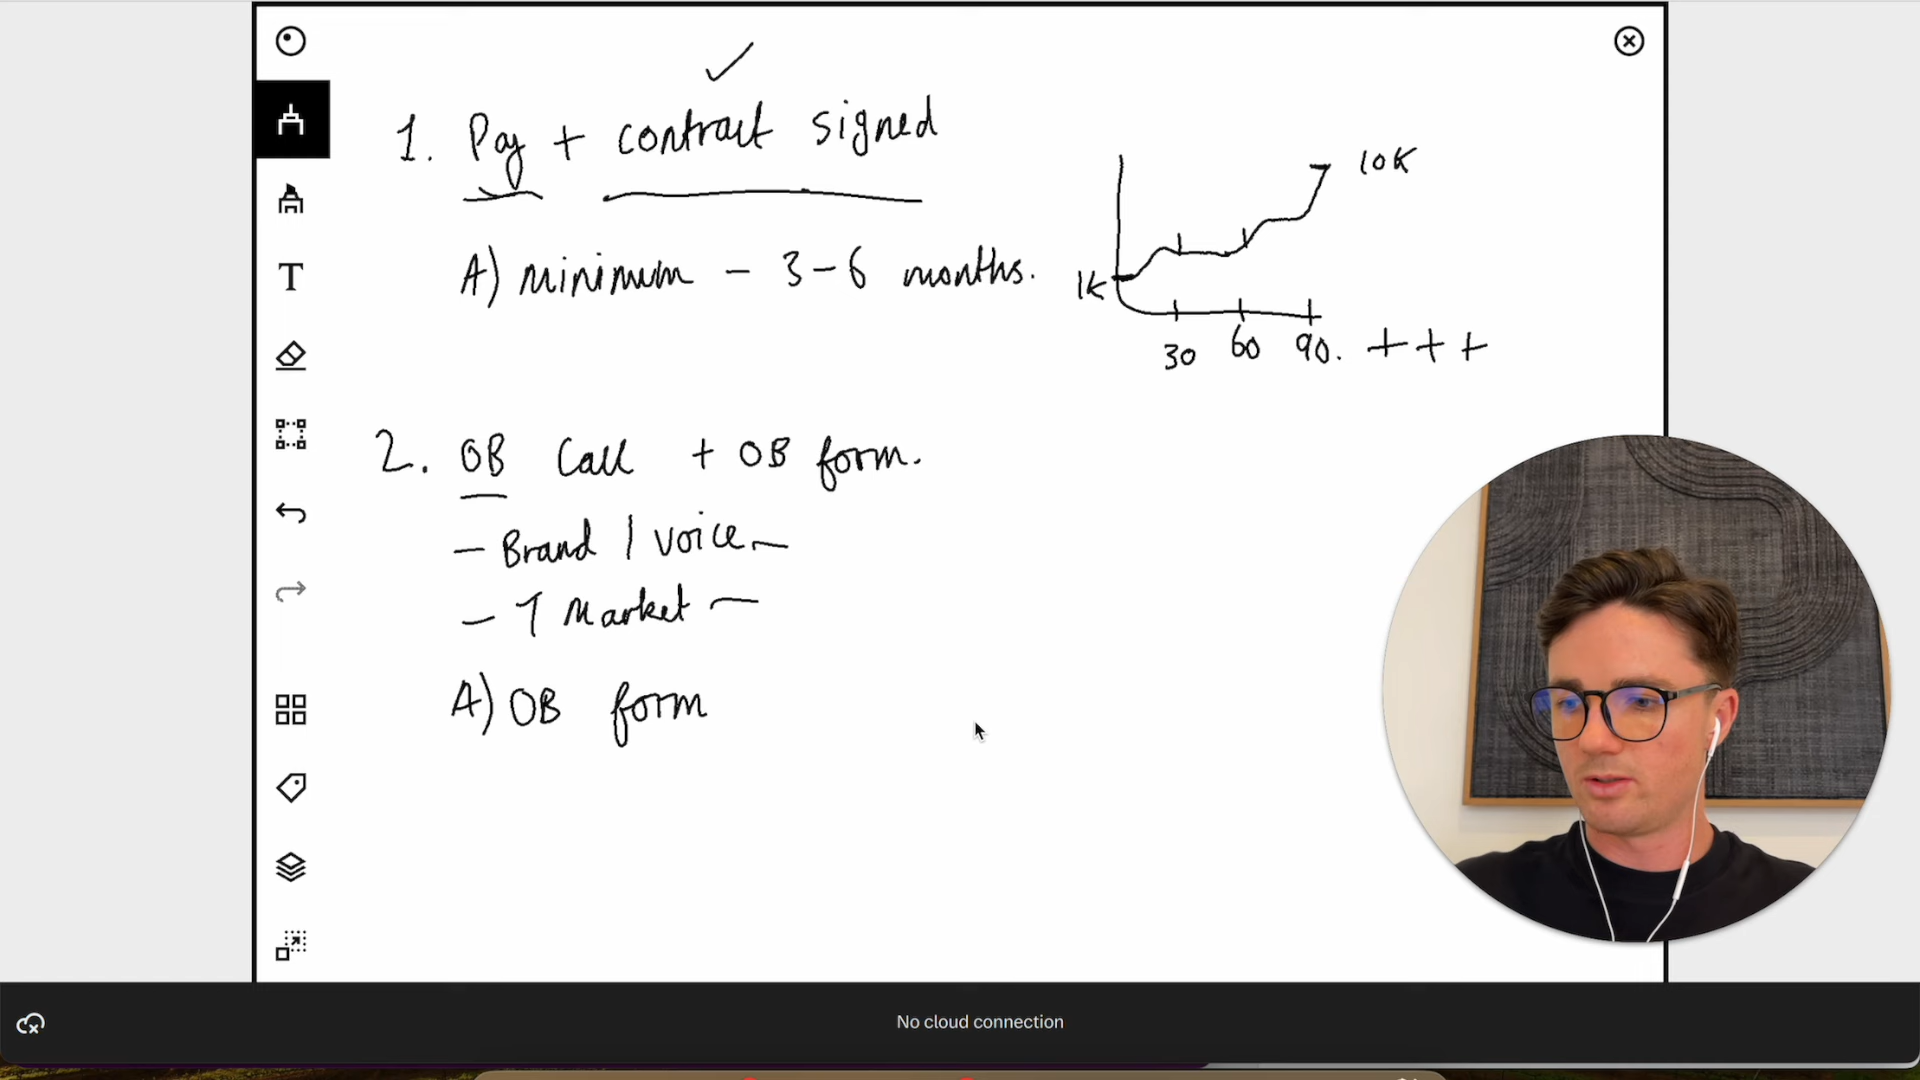 1. Pay + contract signed
A) minimum - 3-6 months.
10K
1K
30 60 90. + + +
2. OB Call + OB form.
- Brand / voice -
- T Market -
A) OB form
T
No cloud connection